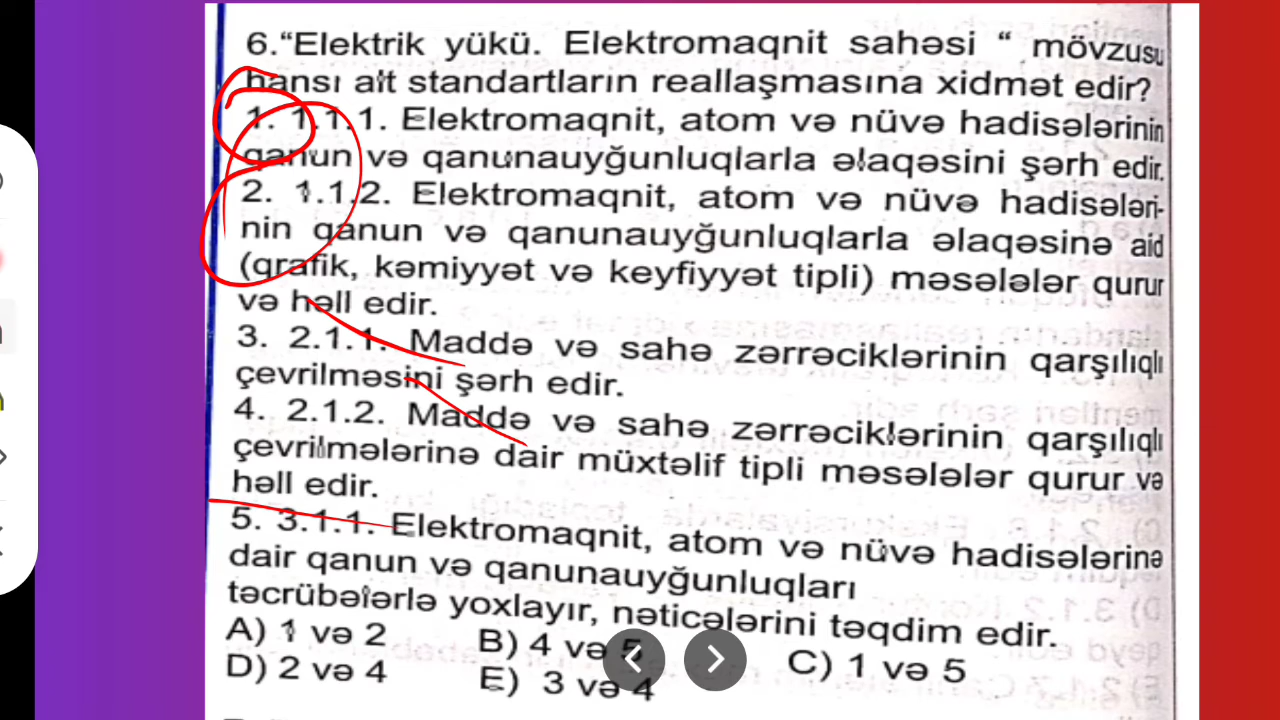 6.“Elektrik yükü. Elektromaqnit sahəsi “ mövzusu
hansı alt standartların reallaşmasına xidmət edir?
1. 1.1.1. Elektromaqnit, atom və nüvə hadisələrinin
qanun və qanunauyğunluqlarla əlaqəsini şərh edir.
2. 1.1.2. Elektromaqnit, atom və nüvə hadisələri-
nin qanun və qanunauyğunluqlarla əlaqəsinə aid
(qrafik, kəmiyyət və keyfiyyət tipli) məsələlər qurur
və həll edir.
3. 2.1.1. Maddə və sahə zərrəciklərinin qarşılıqlı
çevrilməsini şərh edir.
4. 2.1.2. Maddə və sahə zərrəciklərinin qarşılıqlı
çevrilmələrinə dair müxtəlif tipli məsələlər qurur və
həll edir.
5. 3.1.1. Elektromaqnit, atom və nüvə hadisələrinə
dair qanun və qanunauyğunluqları
təcrübələrlə yoxlayır, nəticələrini təqdim edir.
A) 1 və 2 B) 4 və 5 C) 1 və 5
D) 2 və 4 E) 3 və 4